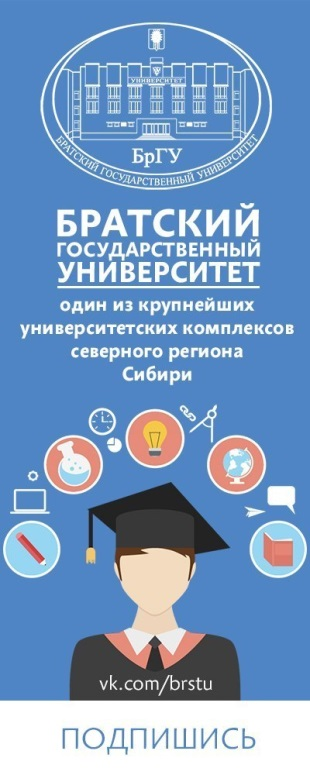 УНИВЕРСИТЕТ
БрГУ
БРАТСКИЙ ГОСУДАРСТВЕННЫЙ УНИВЕРСИТЕТ
БРАТСКИЙ
ГОСУДАРСТВЕННЫЙ
УНИВЕРСИТЕТ
один из крупнейших
университетских комплексов
северного региона
Сибири
vk.com/brstu
ПОДПИШИСЬ